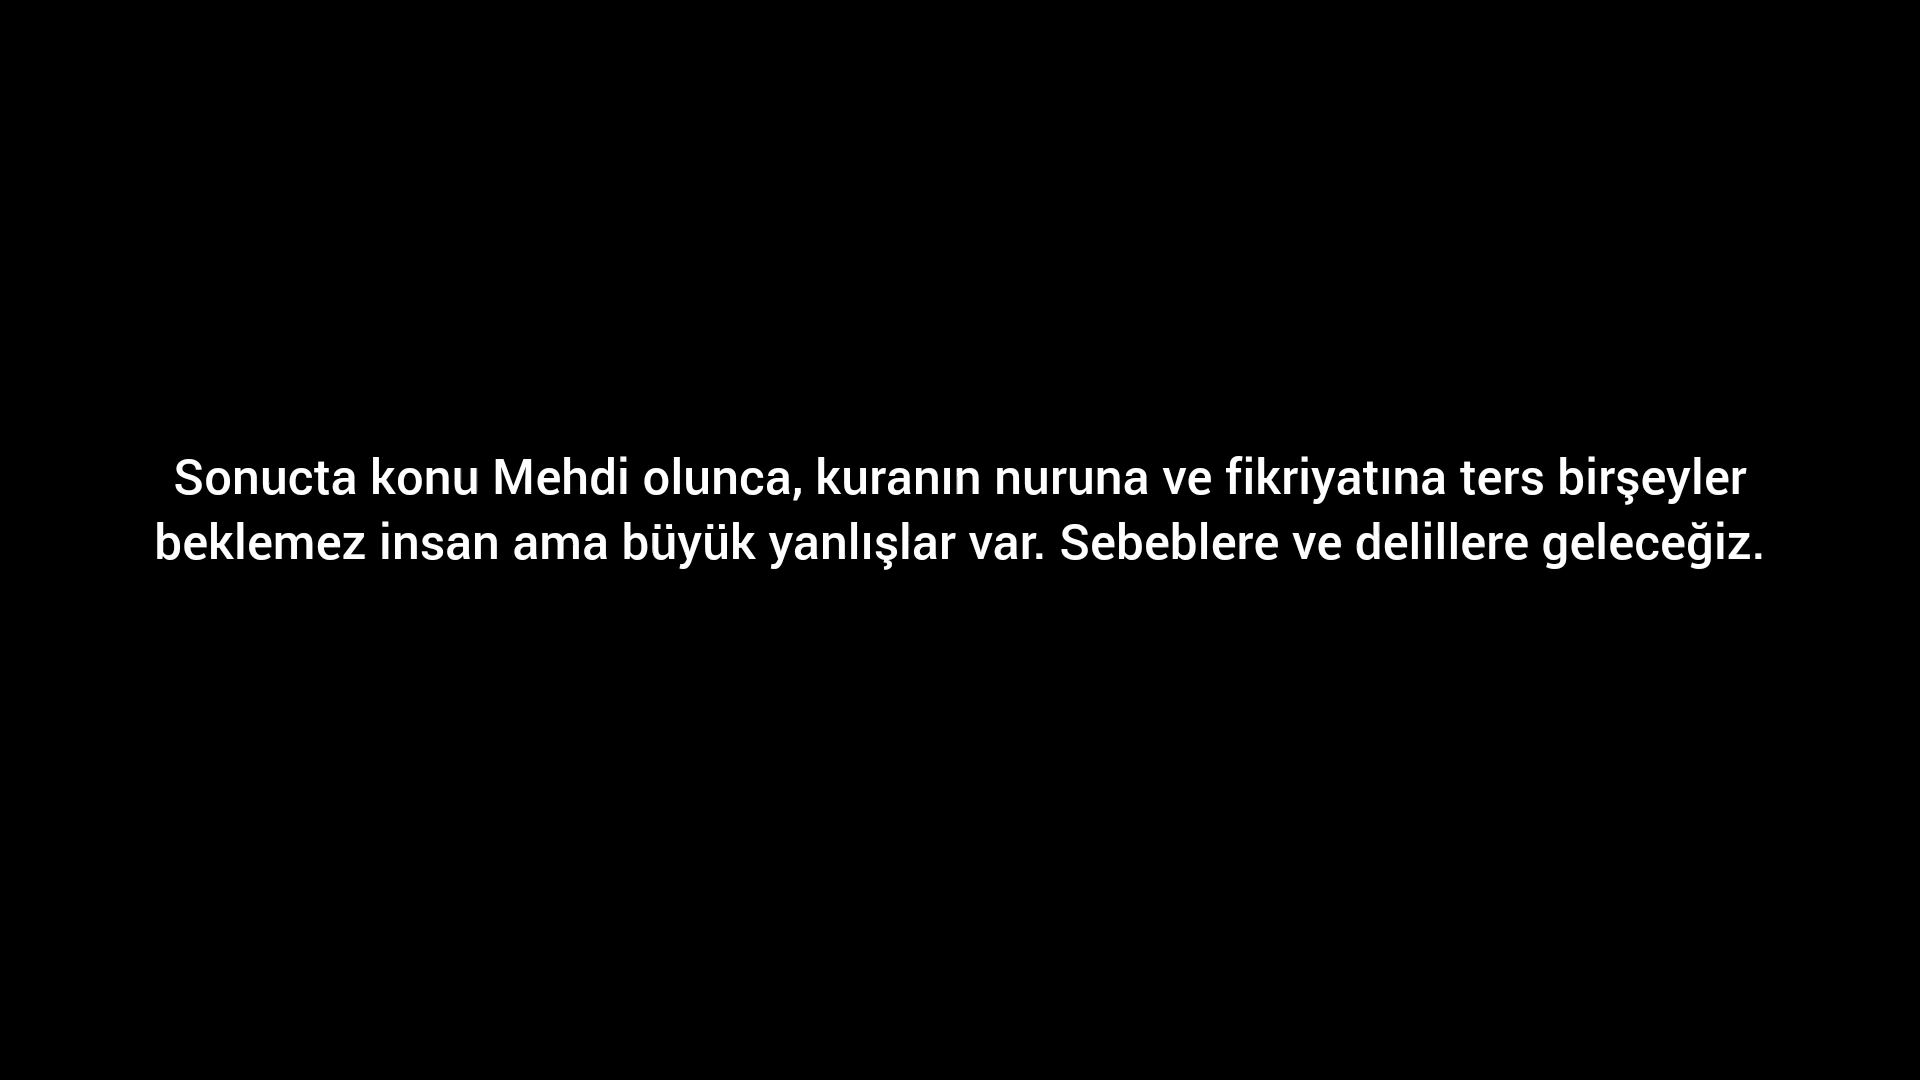 Sonucta konu Mehdi olunca, kuranın nuruna ve fikriyatına ters birşeyler
beklemez insan ama büyük yanlışlar var. Sebeblere ve delillere geleceğiz.